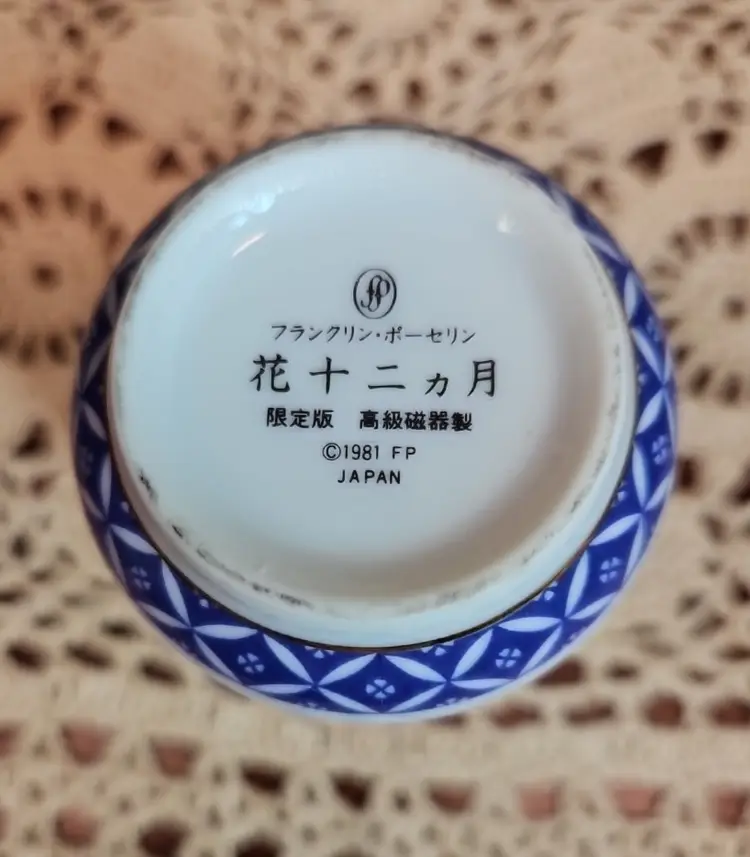 FP
フランクリン・ポーセリン
花十二ヵ月
限定版　高級磁器製
©1981 FP
JAPAN